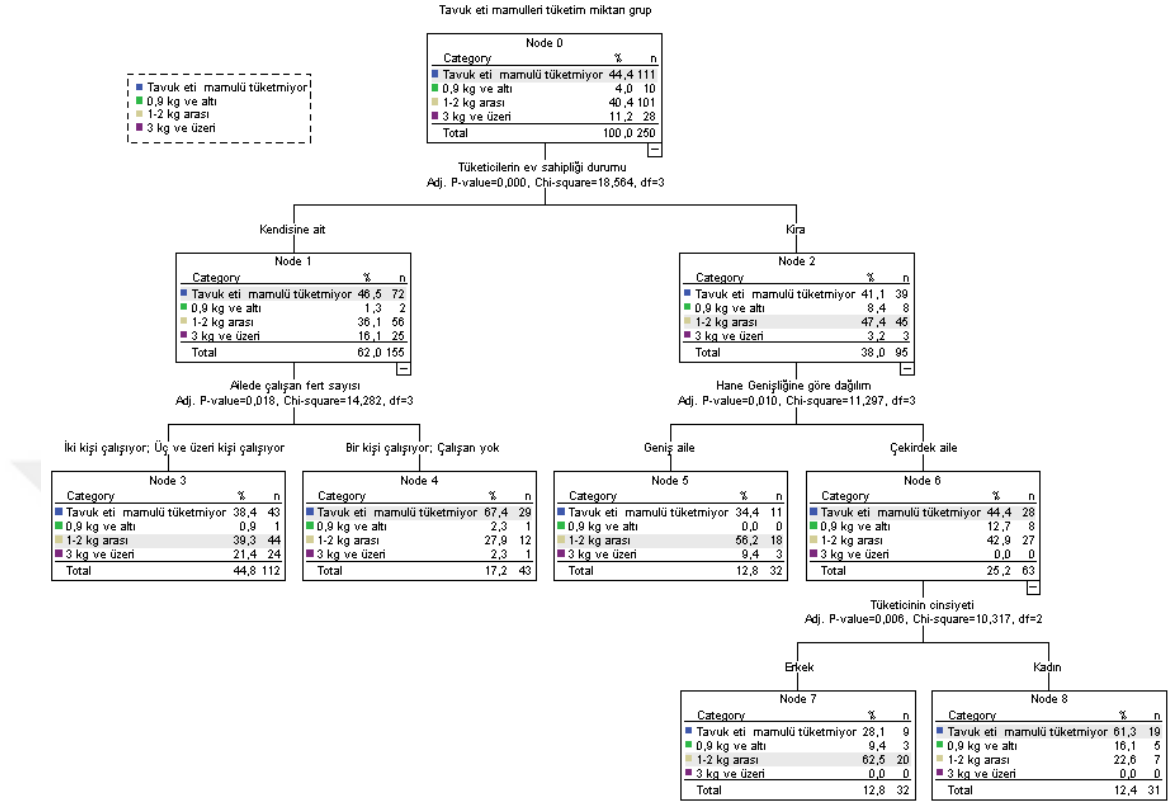 Tavuk eti mamulleri tüketim miktarı grup
Tavuk eti mamulü tüketmiyor
0,9 kg ve altı
1-2 kg arası
3 kg ve üzeri
Node 0
Category % n
Tavuk eti mamulü tüketmiyor 44,4 111
0,9 kg ve altı 4,0 10
1-2 kg arası 40,4 101
3 kg ve üzeri 11,2 28
Total 100,0 250
Tüketicilerin ev sahipliği durumu
Adj. P-value=0,000, Chi-square=18,564, df=3
Kendisine ait
Kira
Node 1
Category % n
Tavuk eti mamulü tüketmiyor 46,5 72
0,9 kg ve altı 1,3 2
1-2 kg arası 36,1 56
3 kg ve üzeri 16,1 25
Total 62,0 155
Node 2
Category % n
Tavuk eti mamulü tüketmiyor 41,1 39
0,9 kg ve altı 8,4 8
1-2 kg arası 47,4 45
3 kg ve üzeri 3,2 3
Total 38,0 95
Ailede çalışan fert sayısı
Adj. P-value=0,018, Chi-square=14,282, df=3
Hane Genişliğine göre dağılım
Adj. P-value=0,010, Chi-square=11,297, df=3
İki kişi çalışıyor; Üç ve üzeri kişi çalışıyor
Bir kişi çalışıyor; Çalışan yok
Geniş aile
Çekirdek aile
Node 3
Category % n
Tavuk eti mamulü tüketmiyor 38,4 43
0,9 kg ve altı 0,9 1
1-2 kg arası 39,3 44
3 kg ve üzeri 21,4 24
Total 44,8 112
Node 4
Category % n
Tavuk eti mamulü tüketmiyor 67,4 29
0,9 kg ve altı 2,3 1
1-2 kg arası 27,9 12
3 kg ve üzeri 2,3 1
Total 17,2 43
Node 5
Category % n
Tavuk eti mamulü tüketmiyor 34,4 11
0,9 kg ve altı 0,0 0
1-2 kg arası 56,2 18
3 kg ve üzeri 9,4 3
Total 12,8 32
Node 6
Category % n
Tavuk eti mamulü tüketmiyor 44,4 28
0,9 kg ve altı 12,7 8
1-2 kg arası 42,9 27
3 kg ve üzeri 0,0 0
Total 25,2 63
Tüketicinin cinsiyeti
Adj. P-value=0,006, Chi-square=10,317, df=2
Erkek
Kadın
Node 7
Category % n
Tavuk eti mamulü tüketmiyor 28,1 9
0,9 kg ve altı 9,4 3
1-2 kg arası 62,5 20
3 kg ve üzeri 0,0 0
Total 12,8 32
Node 8
Category % n
Tavuk eti mamulü tüketmiyor 61,3 19
0,9 kg ve altı 16,1 5
1-2 kg arası 22,6 7
3 kg ve üzeri 0,0 0
Total 12,4 31